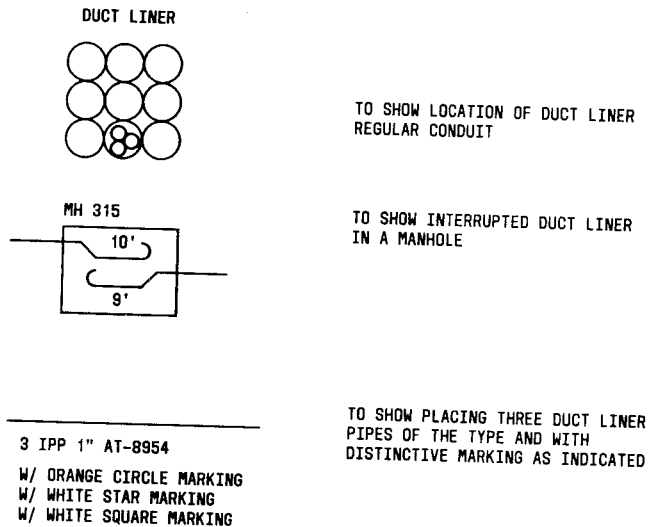 DUCT LINER
TO SHOW LOCATION OF DUCT LINER
REGULAR CONDUIT
MH 315
10'
9'
TO SHOW INTERRUPTED DUCT LINER
IN A MANHOLE
3 IPP 1" AT-8954
W/ ORANGE CIRCLE MARKING
W/ WHITE STAR MARKING
W/ WHITE SQUARE MARKING
TO SHOW PLACING THREE DUCT LINER
PIPES OF THE TYPE AND WITH
DISTINCTIVE MARKING AS INDICATED